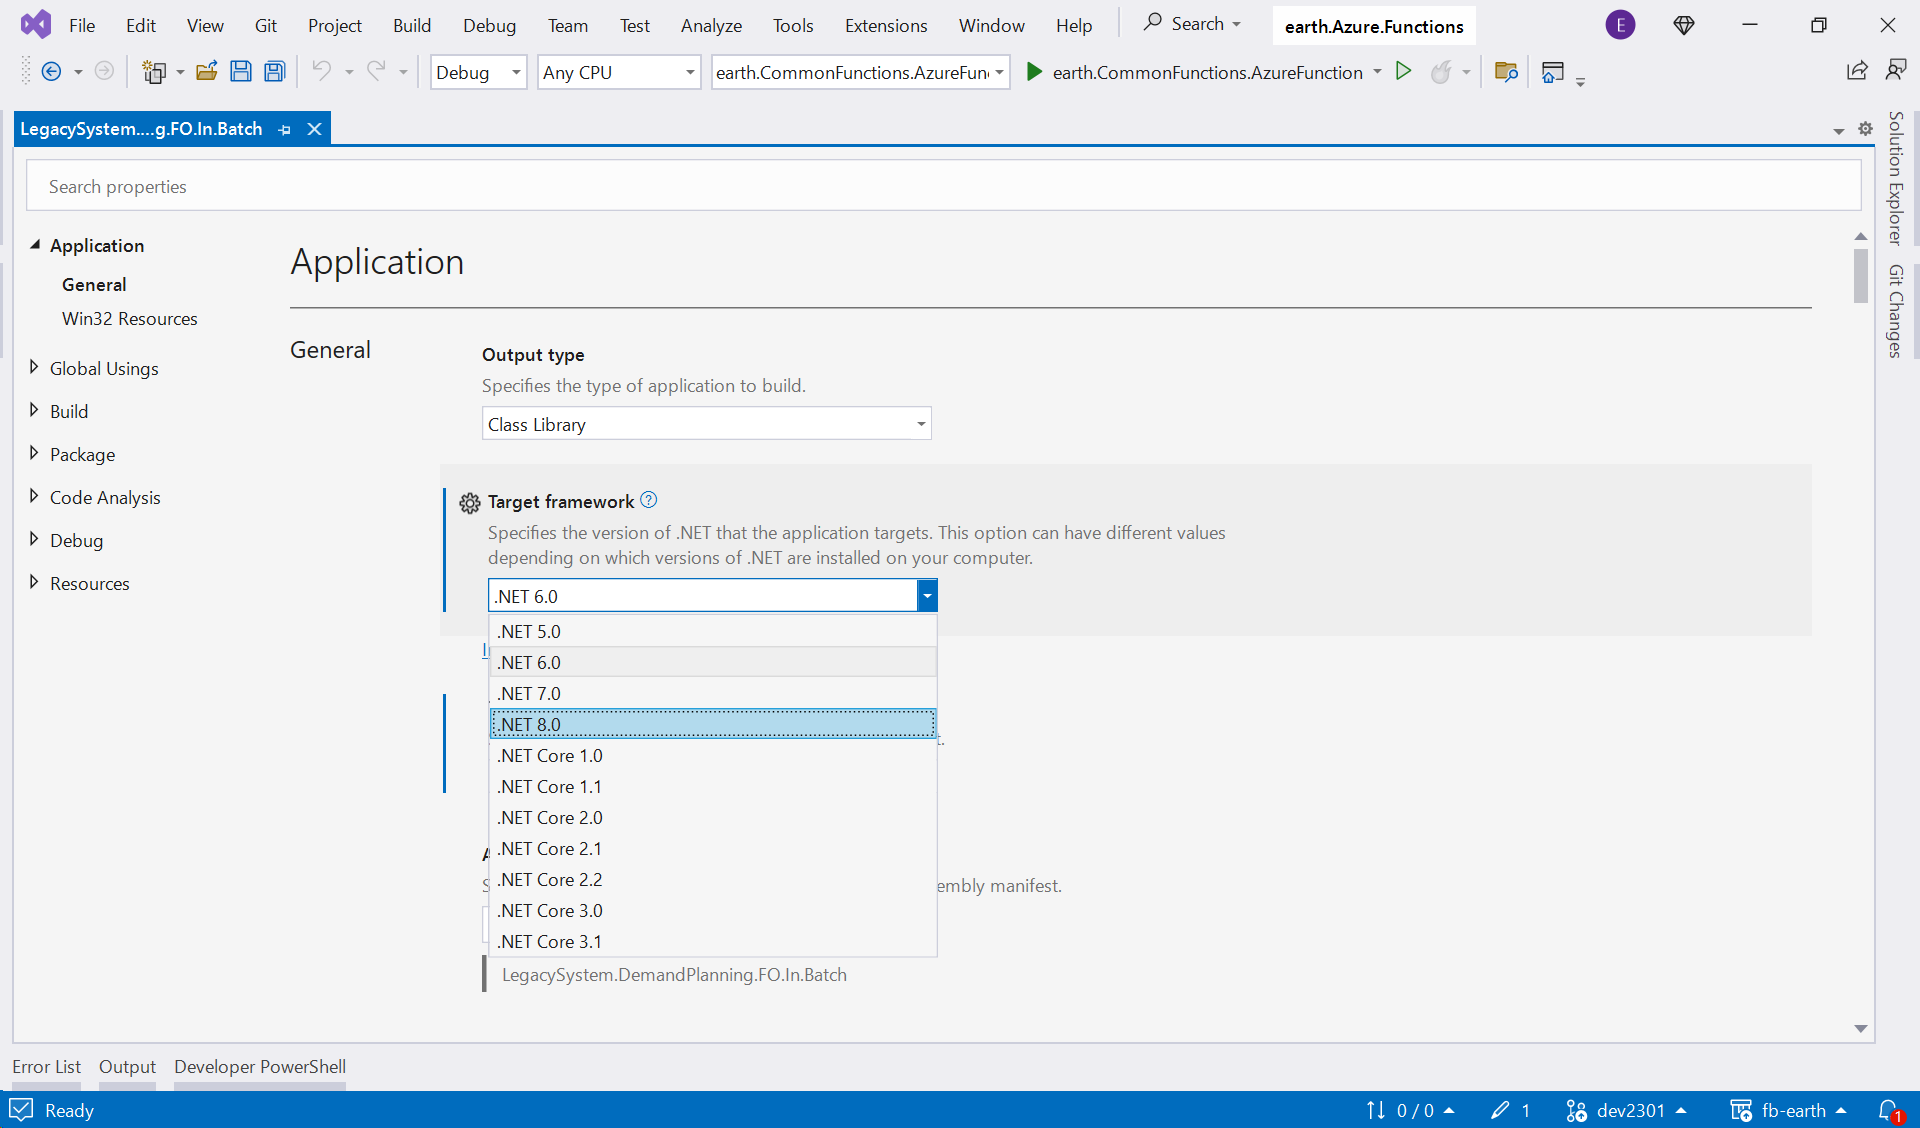 File Edit View Git Project Build Debug Team Test Analyze Tools Extensions Window Help Search earth.Azure.Functions E
Debug Any CPU earth.CommonFunctions.AzureFun earth.CommonFunctions.AzureFunction
LegacySystem....g.FO.In.Batch
Search properties
Application
General
Win32 Resources
Global Usings
Build
Package
Code Analysis
Debug
Resources
Application
General
Output type
Specifies the type of application to build.
Class Library
Target framework
Specifies the version of .NET that the application targets. This option can have different values
depending on which versions of .NET are installed on your computer.
.NET 6.0
.NET 5.0
.NET 6.0
.NET 7.0
.NET 8.0
.NET Core 1.0
.NET Core 1.1
.NET Core 2.0
.NET Core 2.1
.NET Core 2.2
.NET Core 3.0
.NET Core 3.1
embly manifest.
LegacySystem.DemandPlanning.FO.In.Batch
Solution Explorer
Git Changes
Error List Output Developer PowerShell
Ready 0 / 0 1 dev2301 fb-earth 1